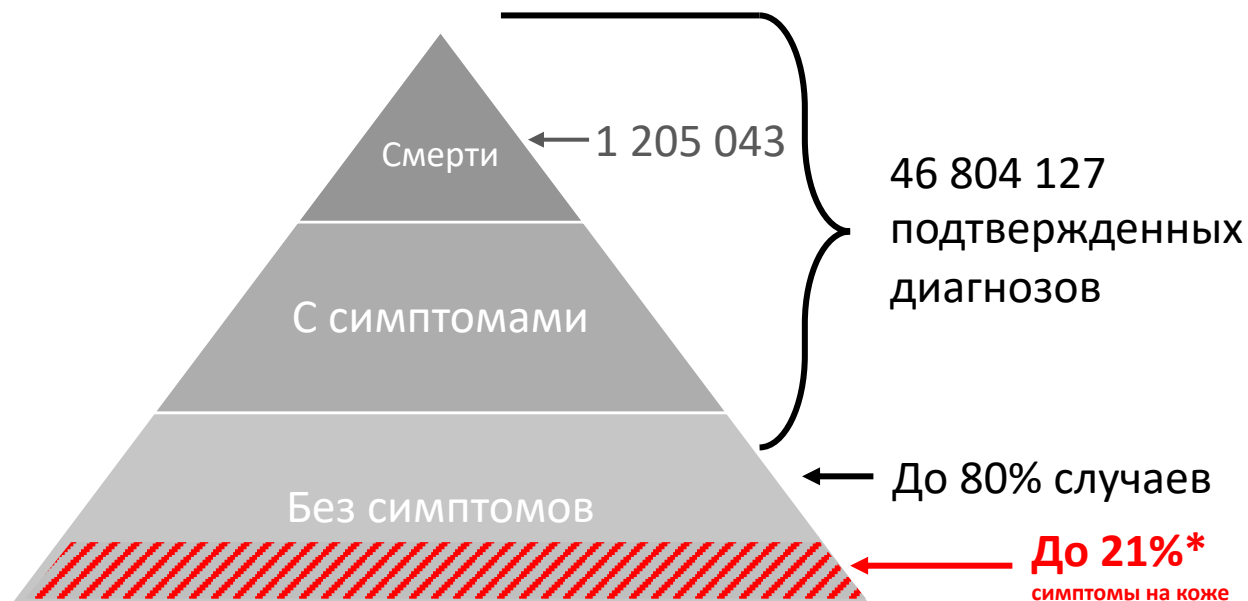 Смерти
1 205 043
46 804 127
подтвержденных
диагнозов
С симптомами
До 80% случаев
Без симптомов
До 21%*
симптомы на коже